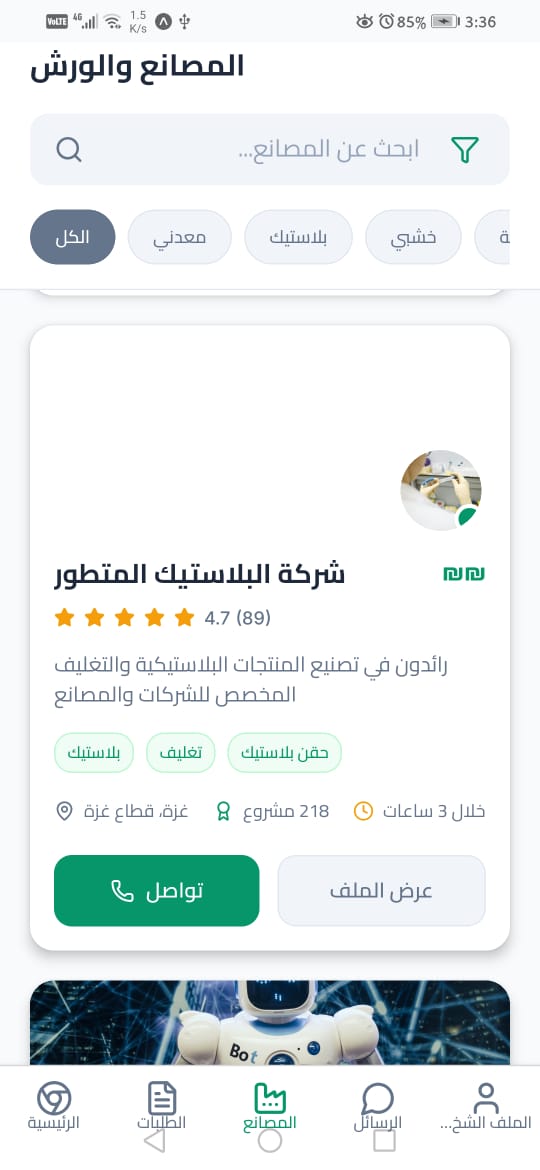 VoLTE 4G 1.5 K/s 85% 3:36
المصانع والورش
ابحث عن المصانع...
الكل معدني بلاستيك خشبي ة
شركة البلاستيك المتطور ₪₪
4.7 (89)
رائدون في تصنيع المنتجات البلاستيكية والتغليف
المخصص للشركات والمصانع
بلاستيك تغليف حقن بلاستيك
غزة، قطاع غزة 218 مشروع خلال 3 ساعات
تواصل عرض الملف
Bot
الرئيسية الطلبات المصانع الرسائل الملف الشخ...